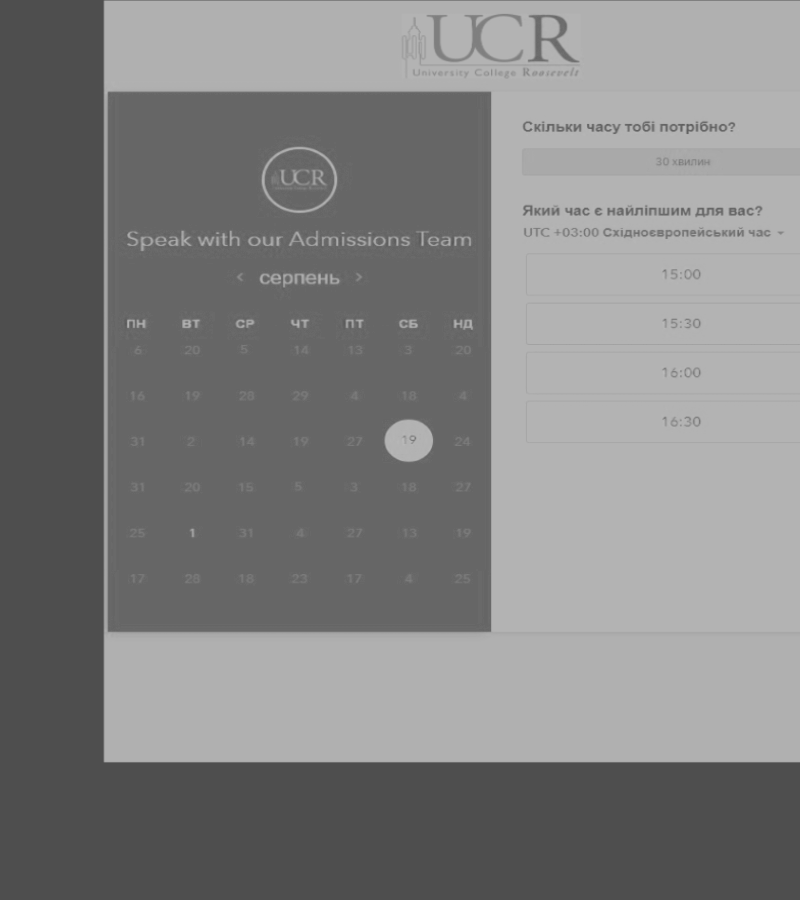 UCR
University College Roosevelt
UCR
Speak with our Admissions Team
< серпень >
ПН ВТ СР ЧТ ПТ СБ НД
6 20 5 14 13 3 20
16 19 28 29 4 18 4
31 2 14 19 27 19 24
31 20 15 5 3 18 27
25 1 31 4 27 13 19
17 28 18 23 17 4 25
Скільки часу тобі потрібно?
30 хвилин
Який час є найліпшим для вас?
UTC +03:00 Східноєвропейський час
15:00
15:30
16:00
16:30